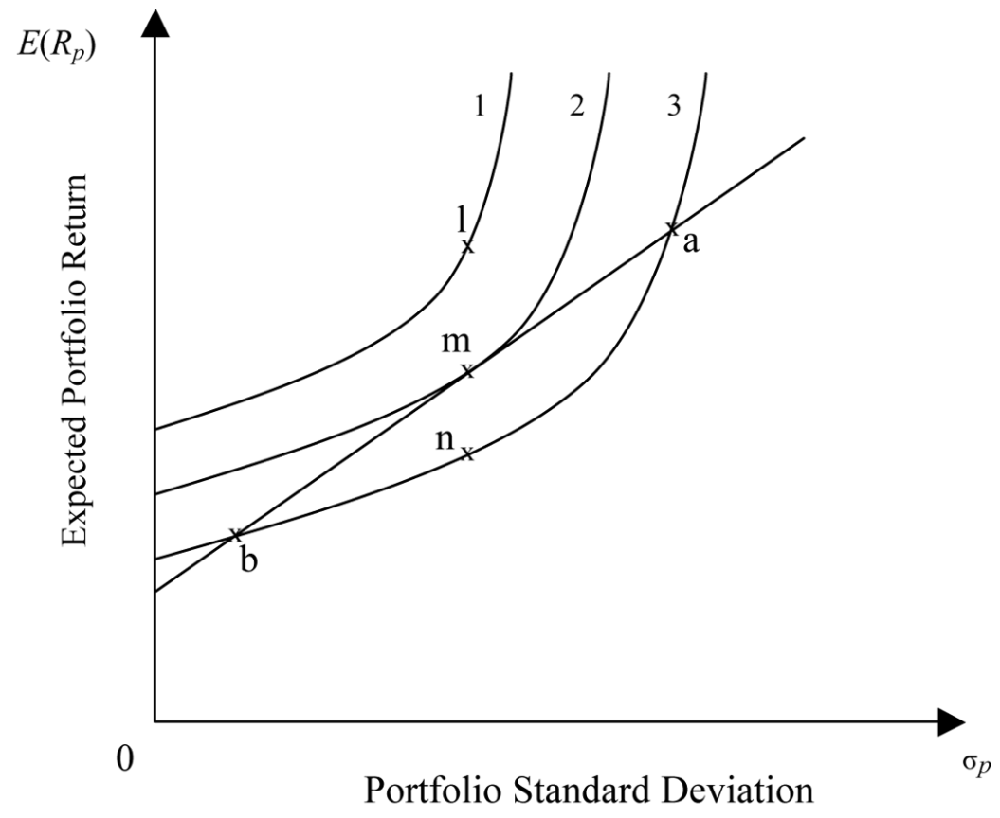 E(Rp)
1
2
3
l
a
m
n
b
Expected Portfolio Return
0
σp
Portfolio Standard Deviation